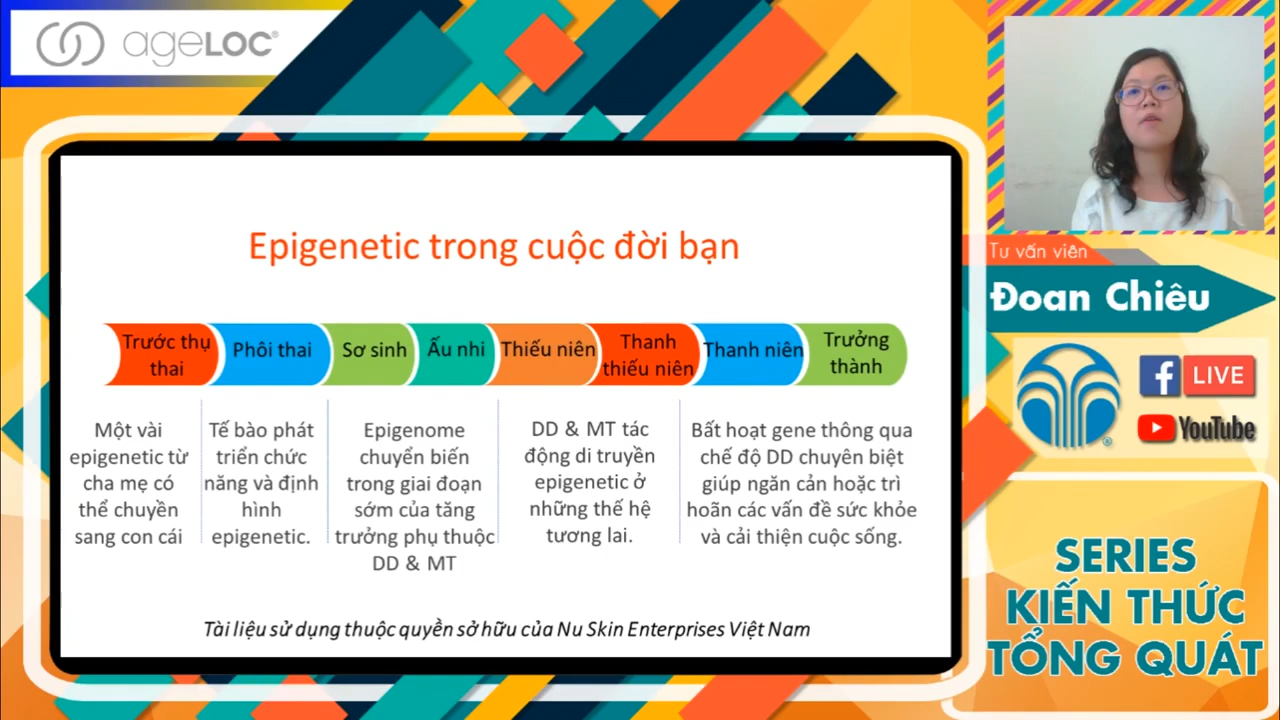 ageLOC®
Tư vấn viên
Đoan Chiêu
LIVE
YouTube
SERIES
KIẾN THỨC
TỔNG QUÁT
Epigenetic trong cuộc đời bạn
Trước thụ
thai
Phôi thai
Sơ sinh
Ấu nhi
Thiếu niên
Thanh
thiếu niên
Thanh niên
Trưởng
thành
Một vài
epigenetic từ
cha mẹ có
thể chuyền
sang con cái
Tế bào phát
triển chức
năng và định
hình
epigenetic.
Epigenome
chuyển biến
trong giai đoạn
sớm của tăng
trưởng phụ thuộc
DD & MT
DD & MT tác
động di truyền
epigenetic ở
những thế hệ
tương lai.
Bất hoạt gene thông qua
chế độ DD chuyên biệt
giúp ngăn cản hoặc trì
hoãn các vấn đề sức khỏe
và cải thiện cuộc sống.
Tài liệu sử dụng thuộc quyền sở hữu của Nu Skin Enterprises Việt Nam